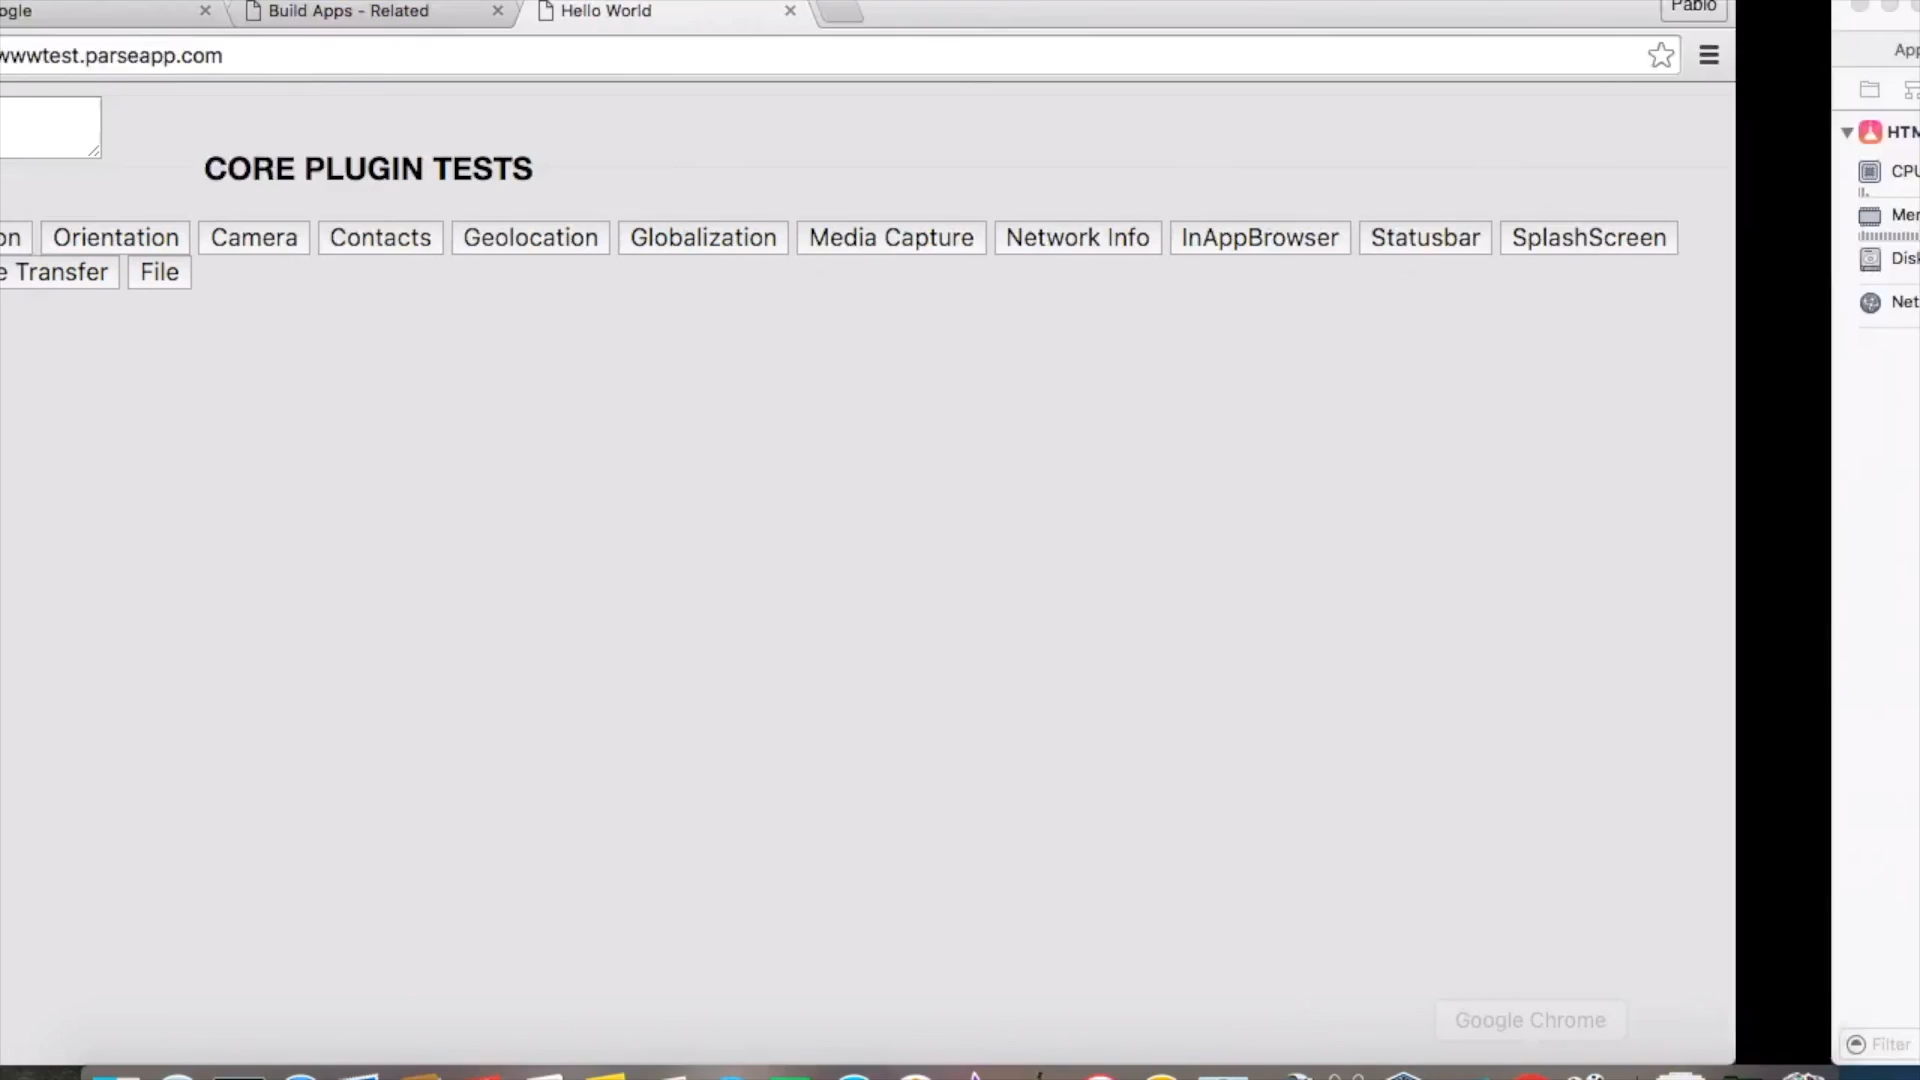 ogle
Build Apps - Related
Hello World
Pablo
wwwtest.parseapp.com
CORE PLUGIN TESTS
on
Orientation
Camera
Contacts
Geolocation
Globalization
Media Capture
Network Info
InAppBrowser
Statusbar
SplashScreen
e Transfer
File
Google Chrome
App
HTM
CPU
Mer
Disk
Net
Filter